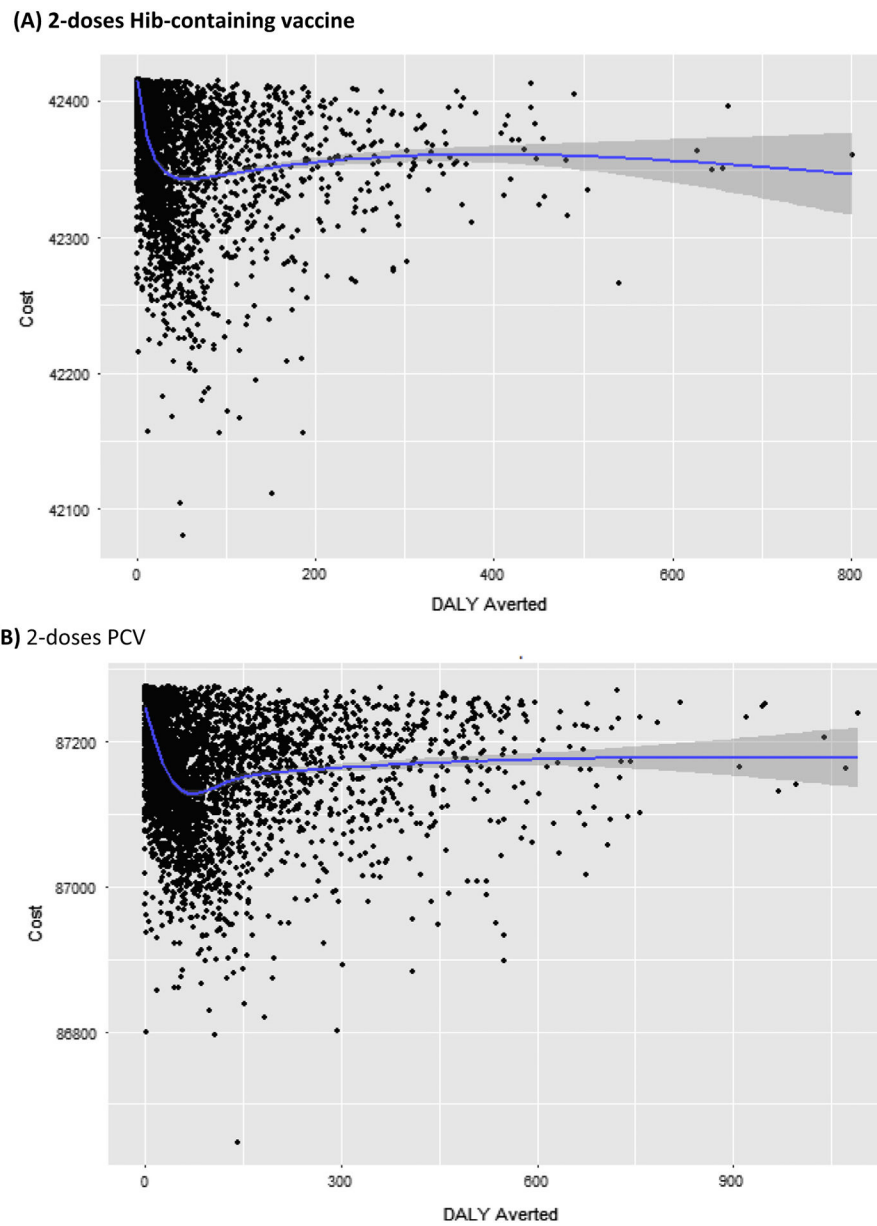 (A) 2-doses Hib-containing vaccine
42400
42300
42200
42100
Cost
0 200 400 600 800
DALY Averted
B) 2-doses PCV
87200
87000
86800
Cost
0 300 600 900
DALY Averted